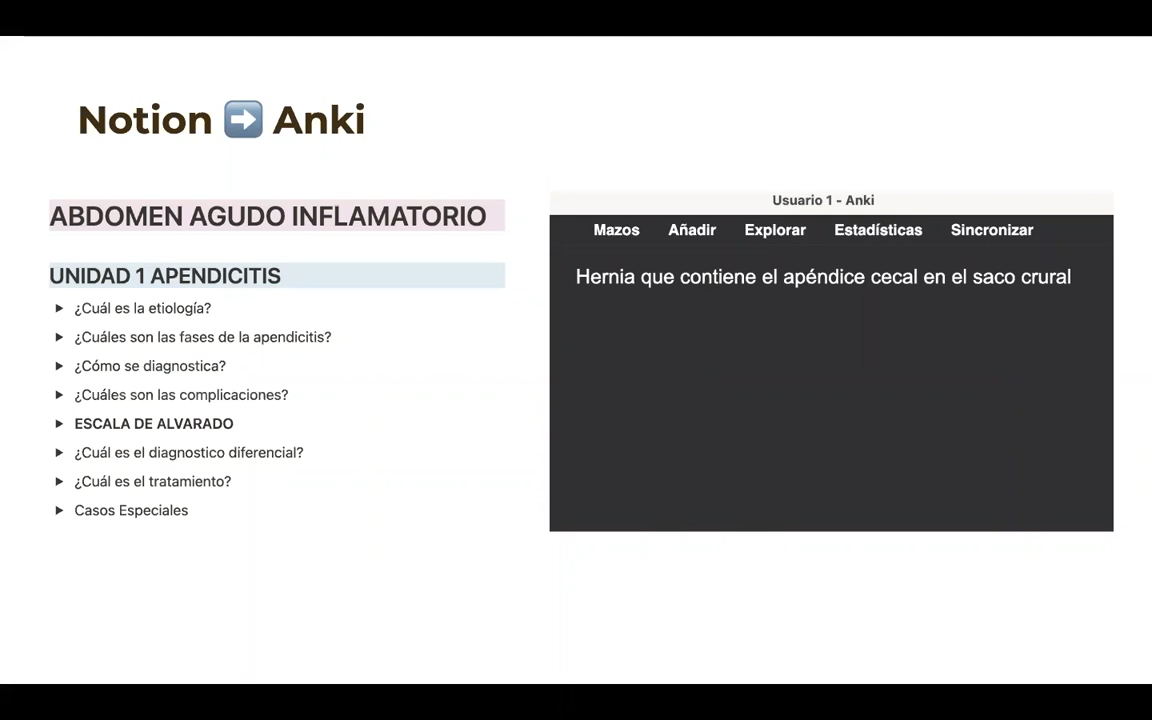 Notion ➡️ Anki
ABDOMEN AGUDO INFLAMATORIO
UNIDAD 1 APENDICITIS
¿Cuál es la etiología?
¿Cuáles son las fases de la apendicitis?
¿Cómo se diagnostica?
¿Cuáles son las complicaciones?
ESCALA DE ALVARADO
¿Cuál es el diagnostico diferencial?
¿Cuál es el tratamiento?
Casos Especiales
Usuario 1 - Anki
Mazos Añadir Explorar Estadísticas Sincronizar
Hernia que contiene el apéndice cecal en el saco crural